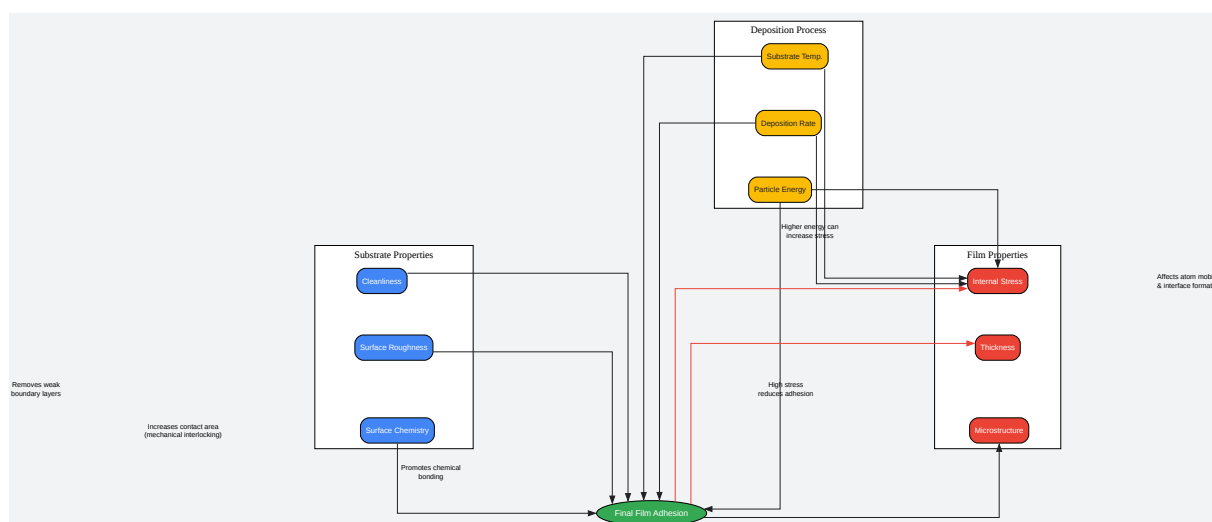 Deposition Process
Substrate Temp.
Deposition Rate
Particle Energy
Higher energy can
increase stress
Substrate Properties
Cleanliness
Surface Roughness
Surface Chemistry
Film Properties
Internal Stress
Thickness
Microstructure
Affects atom mobi
& interface format
Removes weak
boundary layers
Increases contact area
(mechanical interlocking)
High stress
reduces adhesion
Promotes chemical
bonding
Final Film Adhesion